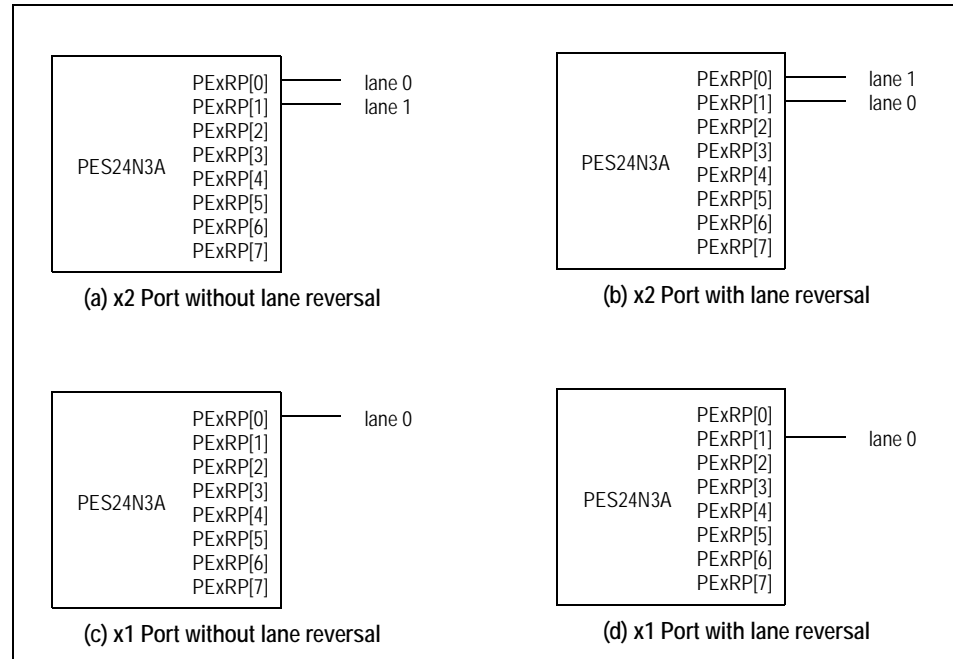 PES24N3A
PExRP[0]
PExRP[1]
PExRP[2]
PExRP[3]
PExRP[4]
PExRP[5]
PExRP[6]
PExRP[7]
lane 0
lane 1
(a) x2 Port without lane reversal
PES24N3A
PExRP[0]
PExRP[1]
PExRP[2]
PExRP[3]
PExRP[4]
PExRP[5]
PExRP[6]
PExRP[7]
lane 1
lane 0
(b) x2 Port with lane reversal
PES24N3A
PExRP[0]
PExRP[1]
PExRP[2]
PExRP[3]
PExRP[4]
PExRP[5]
PExRP[6]
PExRP[7]
lane 0
(c) x1 Port without lane reversal
PES24N3A
PExRP[0]
PExRP[1]
PExRP[2]
PExRP[3]
PExRP[4]
PExRP[5]
PExRP[6]
PExRP[7]
lane 0
(d) x1 Port with lane reversal